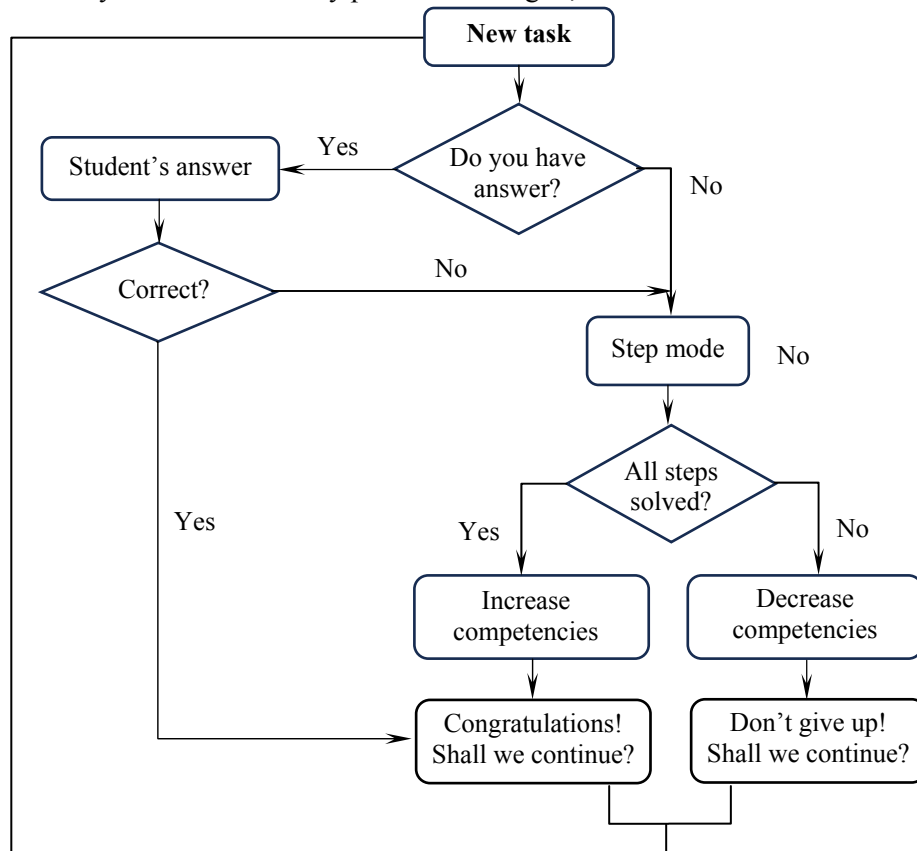 New task
Do you have
answer?
Yes
No
Student’s answer
Correct?
No
Step mode
No
All steps
solved?
Yes
Yes
No
Increase
competencies
Decrease
competencies
Congratulations!
Shall we continue?
Don’t give up!
Shall we continue?